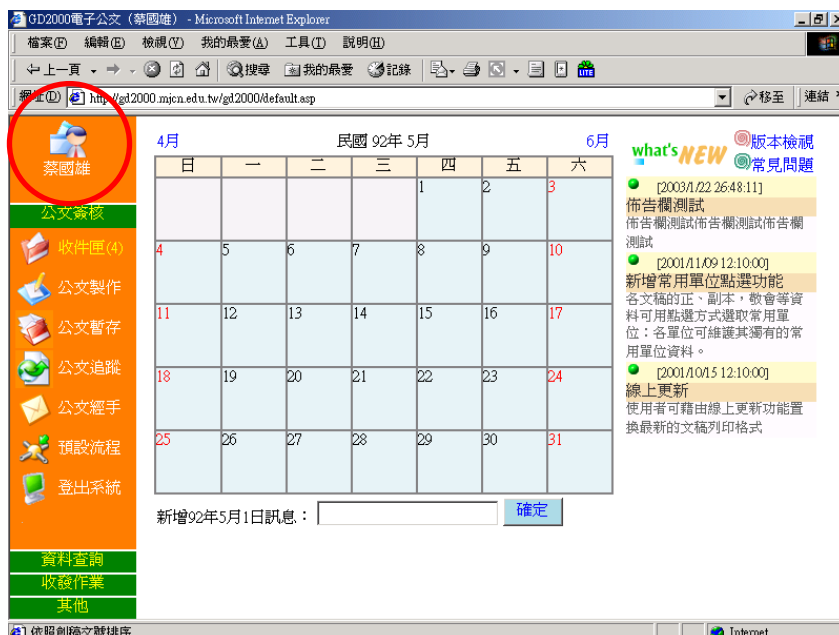 GD2000電子公文（蔡國雄） - Microsoft Internet Explorer
檔案(F) 編輯(E) 檢視(V) 我的最愛(A) 工具(T) 說明(H)
上一頁 搜尋 我的最愛 記錄
網址(D) http://gd2000.mjcn.edu.tw/gd2000/default.asp 移至 連結
蔡國雄
公文簽核
收件匣(4)
公文製作
公文暫存
公文追蹤
公文經手
預設流程
登出系統
資料查詢
收發作業
其他
4月 民國 92年 5月 6月
日 一 二 三 四 五 六
1 2 3
4 5 6 7 8 9 10
11 12 13 14 15 16 17
18 19 20 21 22 23 24
25 26 27 28 29 30 31
新增92年5月1日訊息： 確定
what's NEW 版本檢視
常見問題
[2003/1/22 26:48:11]
佈告欄測試
佈告欄測試佈告欄測試佈告欄
測試
[2001/11/09 12:10:00]
新增常用單位點選功能
各文稿的正、副本，敬會等資
料可用點選方式選取常用單
位：各單位可維護其獨有的常
用單位資料。
[2001/10/15 12:10:00]
線上更新
使用者可藉由線上更新功能置
換最新的文稿列印格式
依照創稿文號排序 Internet